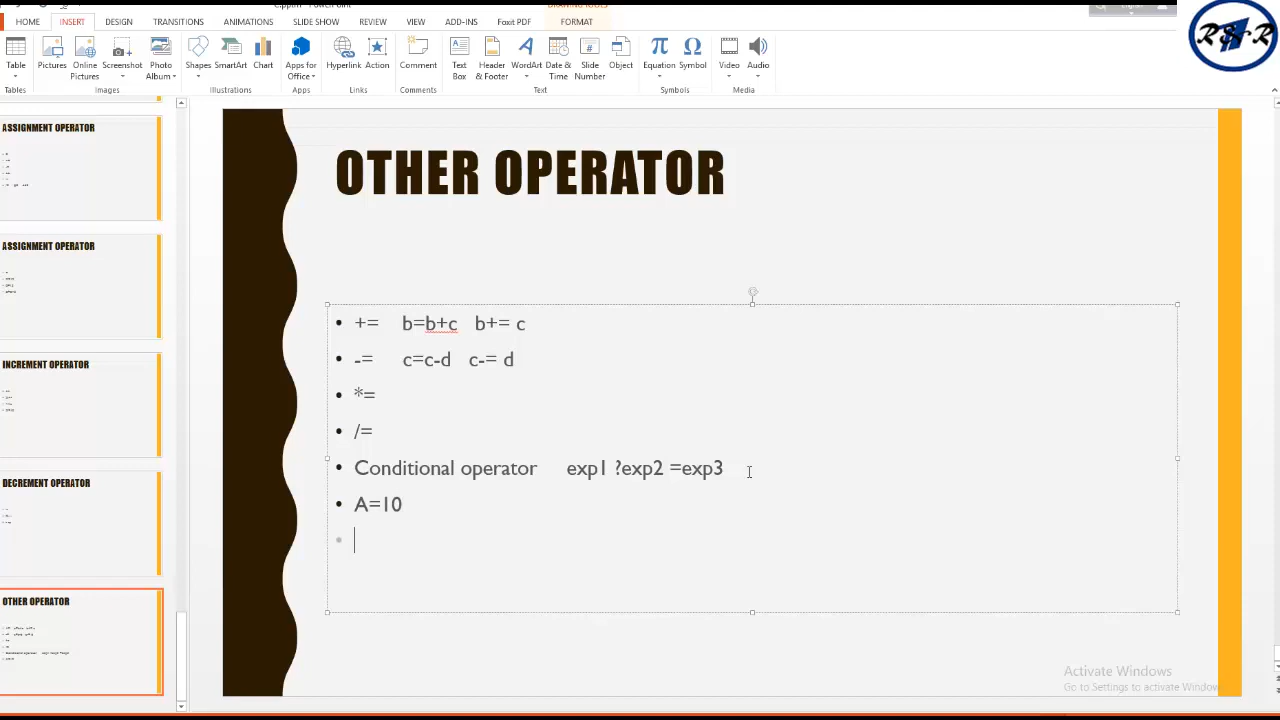 HOME INSERT DESIGN TRANSITIONS ANIMATIONS SLIDE SHOW REVIEW VIEW ADD-INS Foxit PDF FORMAT
Table Pictures Online Pictures Screenshot Photo Album Shapes SmartArt Chart Apps for Office Hyperlink Action Comment Text Box Header & Footer WordArt Date & Time Slide Number Object Equation Symbol Video Audio
Tables Images Illustrations Apps Links Comments Text Symbols Media
R&R
ASSIGNMENT OPERATOR
ASSIGNMENT OPERATOR
INCREMENT OPERATOR
DECREMENT OPERATOR
OTHER OPERATOR
OTHER OPERATOR
• += b=b+c b+= c
• -= c=c-d c-= d
• *=
• /=
• Conditional operator exp1 ?exp2 =exp3
• A=10
Activate Windows
Go to Settings to activate Window